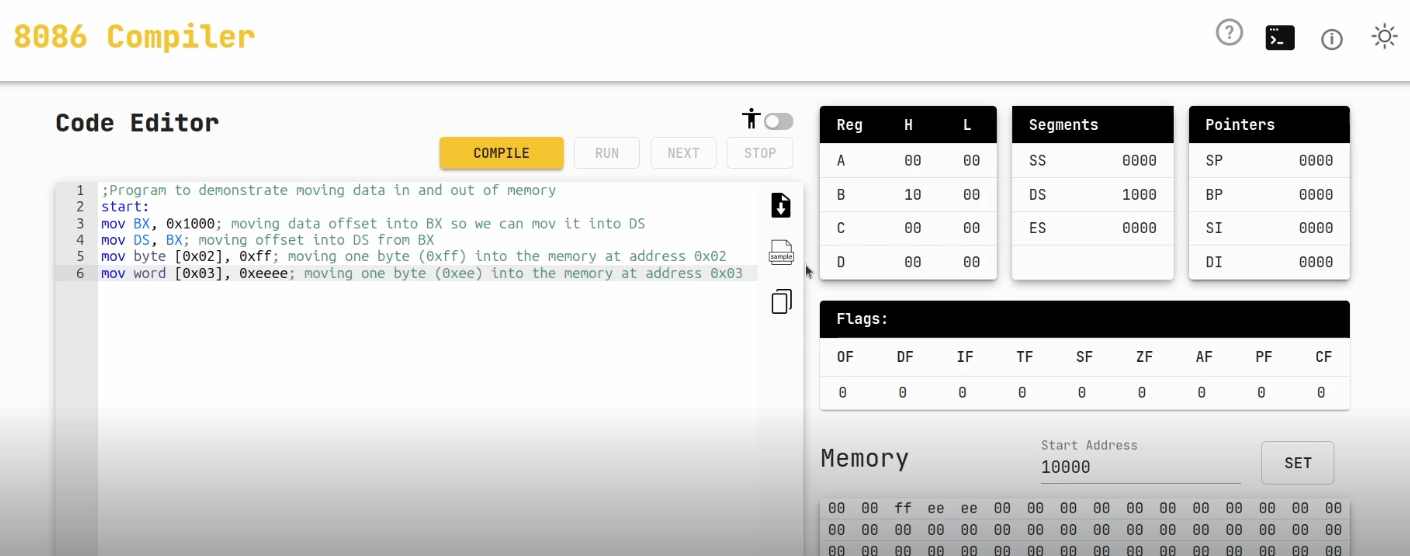 8086 Compiler
Code Editor
COMPILE RUN NEXT STOP
1 ;Program to demonstrate moving data in and out of memory
2 start:
3 mov BX, 0x1000; moving data offset into BX so we can mov it into DS
4 mov DS, BX; moving offset into DS from BX
5 mov byte [0x02], 0xff; moving one byte (0xff) into the memory at address 0x02
6 mov word [0x03], 0xeeee; moving one byte (0xee) into the memory at address 0x03
sample
Reg H L
A 00 00
B 10 00
C 00 00
D 00 00
Segments
SS 0000
DS 1000
ES 0000
Pointers
SP 0000
BP 0000
SI 0000
DI 0000
Flags:
OF DF IF TF SF ZF AF PF CF
0 0 0 0 0 0 0 0 0
Memory
Start Address
10000
SET
00 00 ff ee ee 00 00 00 00 00 00 00 00 00 00 00
00 00 00 00 00 00 00 00 00 00 00 00 00 00 00 00
00 00 00 00 00 00 00 00 00 00 00 00 00 00 00 00